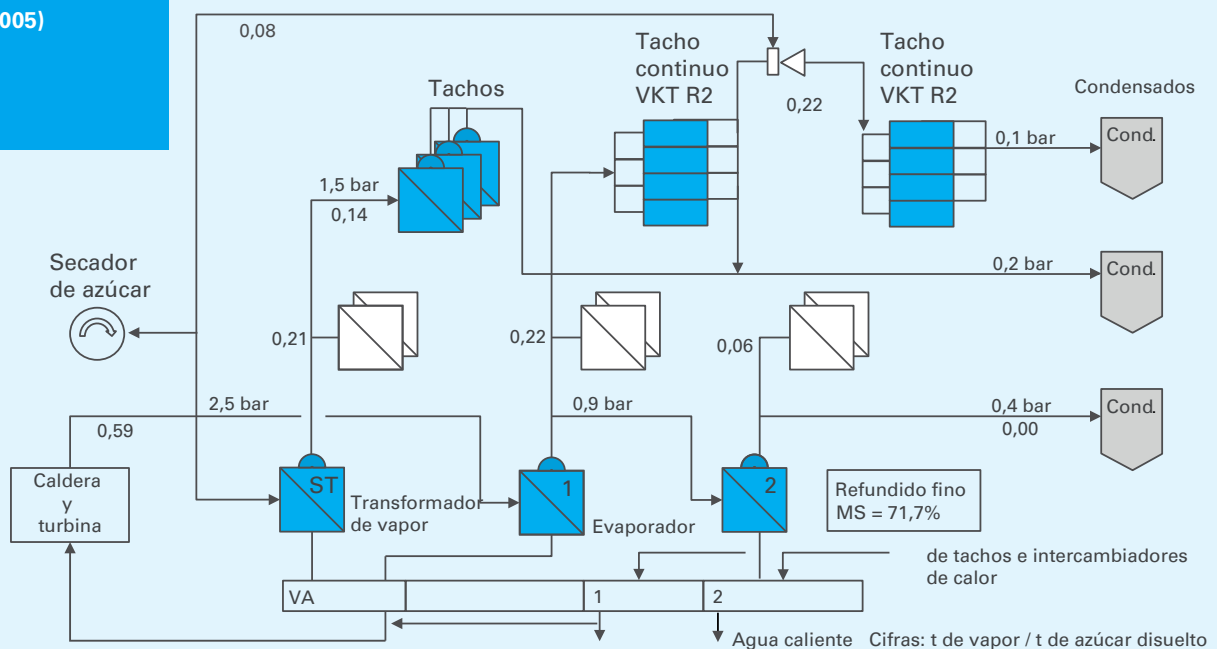 005)
0,08
Tachos
Tacho
continuo
VKT R2
0,22
Tacho
continuo
VKT R2
Condensados
0,1 bar
Cond.
1,5 bar
0,14
Secador
de azúcar
0,2 bar
Cond.
0,21
0,22
0,06
2,5 bar
0,59
0,9 bar
0,4 bar
0,00
Cond.
Caldera
y
turbina
ST
Transformador
de vapor
1
Evaporador
2
Refundido fino
MS = 71,7%
de tachos e intercambiadores
de calor
VA
1
2
Agua caliente
Cifras: t de vapor / t de azúcar disuelto